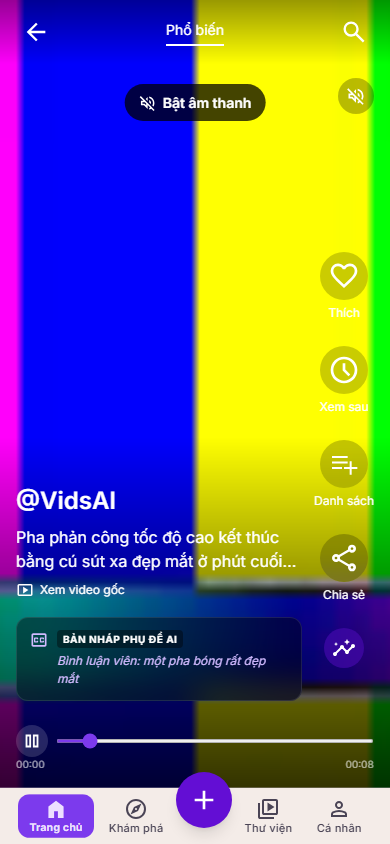 Phổ biến
Bật âm thanh
Thích
Xem sau
Danh sách
Chia sẻ
@VidsAI
Pha phản công tốc độ cao kết thúc
bằng cú sút xa đẹp mắt ở phút cuối...
Xem video gốc
CC BẢN NHÁP PHỤ ĐỀ AI
Bình luận viên: một pha bóng rất đẹp
mắt
00:00
00:08
Trang chủ
Khám phá
Thư viện
Cá nhân